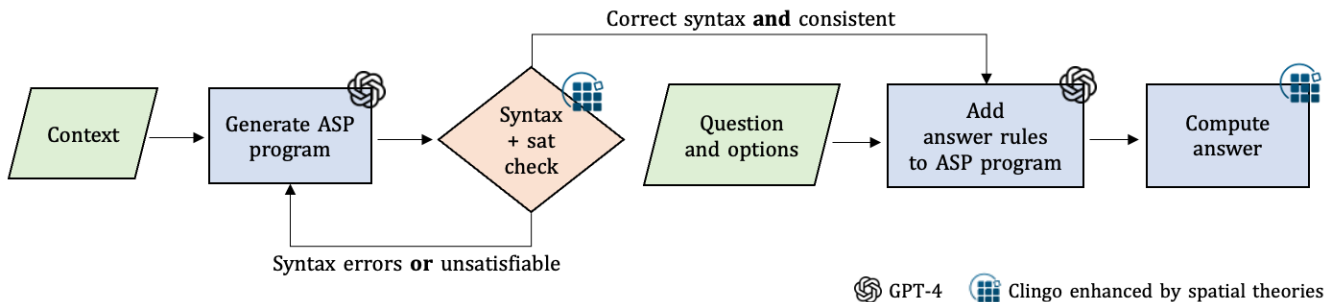 Correct syntax and consistent
Context
Generate ASP
program
Syntax
+ sat
check
Question
and options
Add
answer rules
to ASP program
Compute
answer
Syntax errors or unsatisfiable
GPT-4
Clingo enhanced by spatial theories